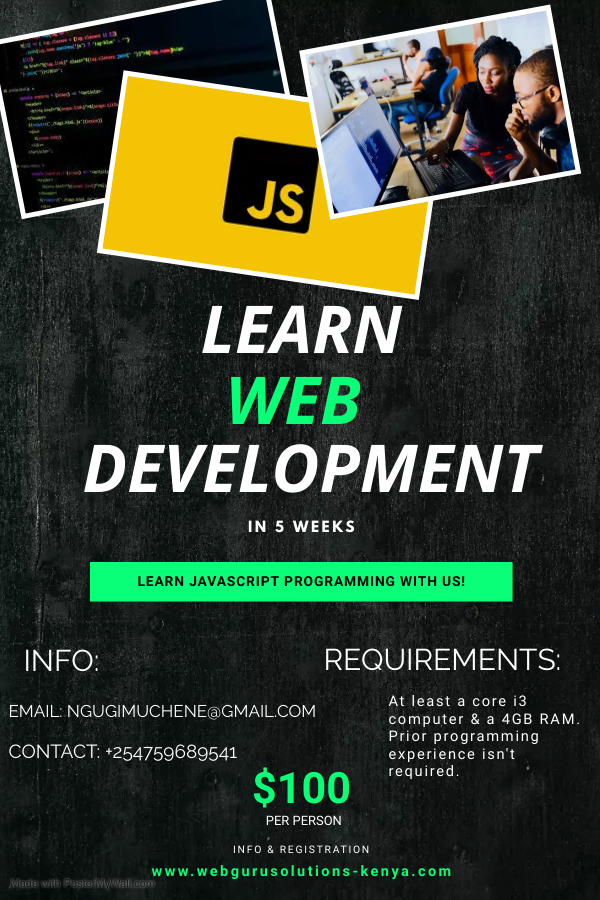 JS
LEARN
WEB
DEVELOPMENT
IN 5 WEEKS
LEARN JAVASCRIPT PROGRAMMING WITH US!
INFO:
EMAIL: NGUGIMUCHENE@GMAIL.COM
CONTACT: +254759689541
REQUIREMENTS:
At least a core i3
computer & a 4GB RAM.
Prior programming
experience isn't
required.
$100
PER PERSON
INFO & REGISTRATION
www.webgurusolutions-kenya.com
Made with PosterMyWall.com